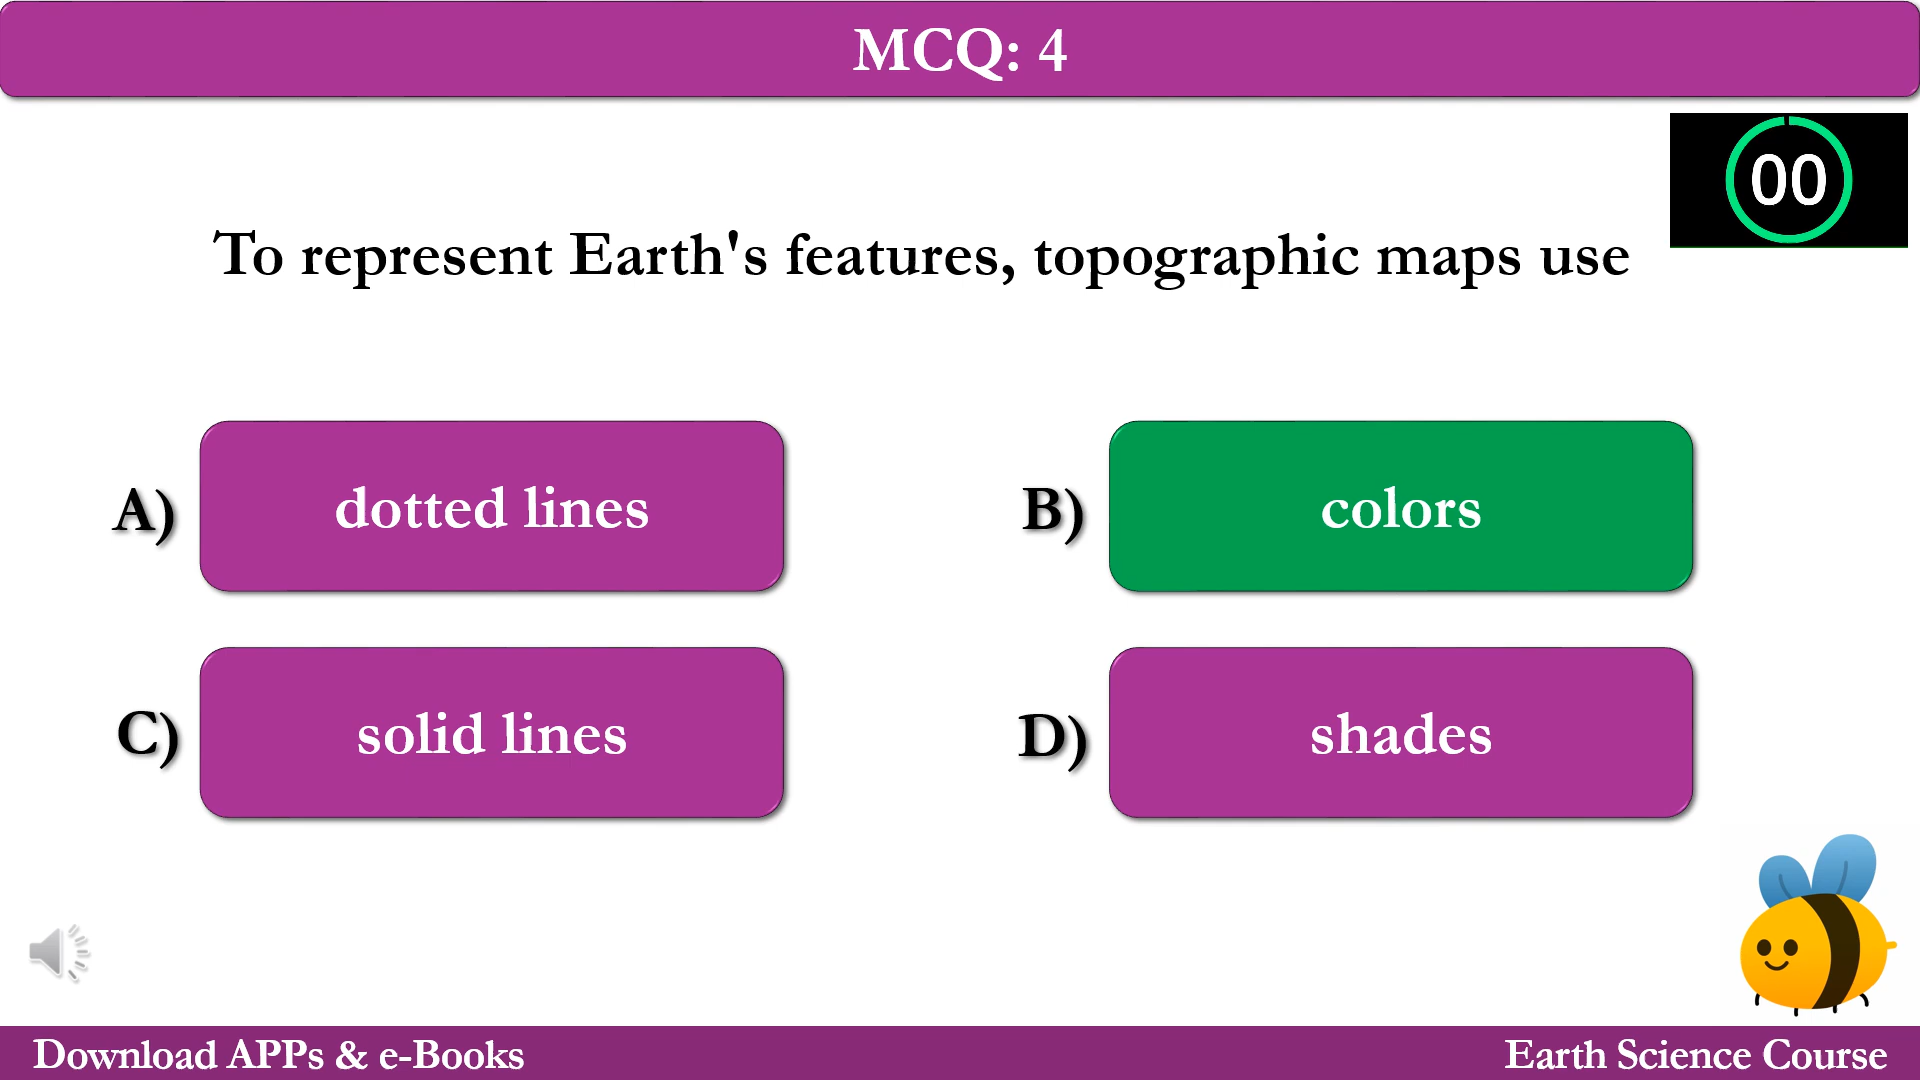 MCQ: 4
00
To represent Earth's features, topographic maps use
A) dotted lines
B) colors
C) solid lines
D) shades
Download APPs & e-Books
Earth Science Course